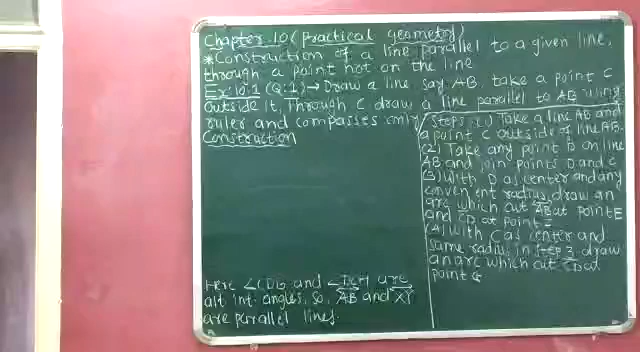 Chapter-10 (practical geometry)
*Construction of a line parallel to a given line,
through a point not on the line
Ex:10.1 (Q:1) → Draw a line say AB, take a point C
outside it, Through C draw a line parallel to AB using
ruler and compasses only
Construction
Here ∠CDG and are
alt int. angles, so, AB and XY
are parallel lines.
Steps (1) Take a line AB and
a point C outside of line AB.
(2) Take any point D on line
AB and join points D and C
(3) With D as center and any
convenient radius, draw an
arc which cut AB at point E
and CD at point F
(4) With C as center and
same radius in step 3, draw
an arc which cut CD at
point G